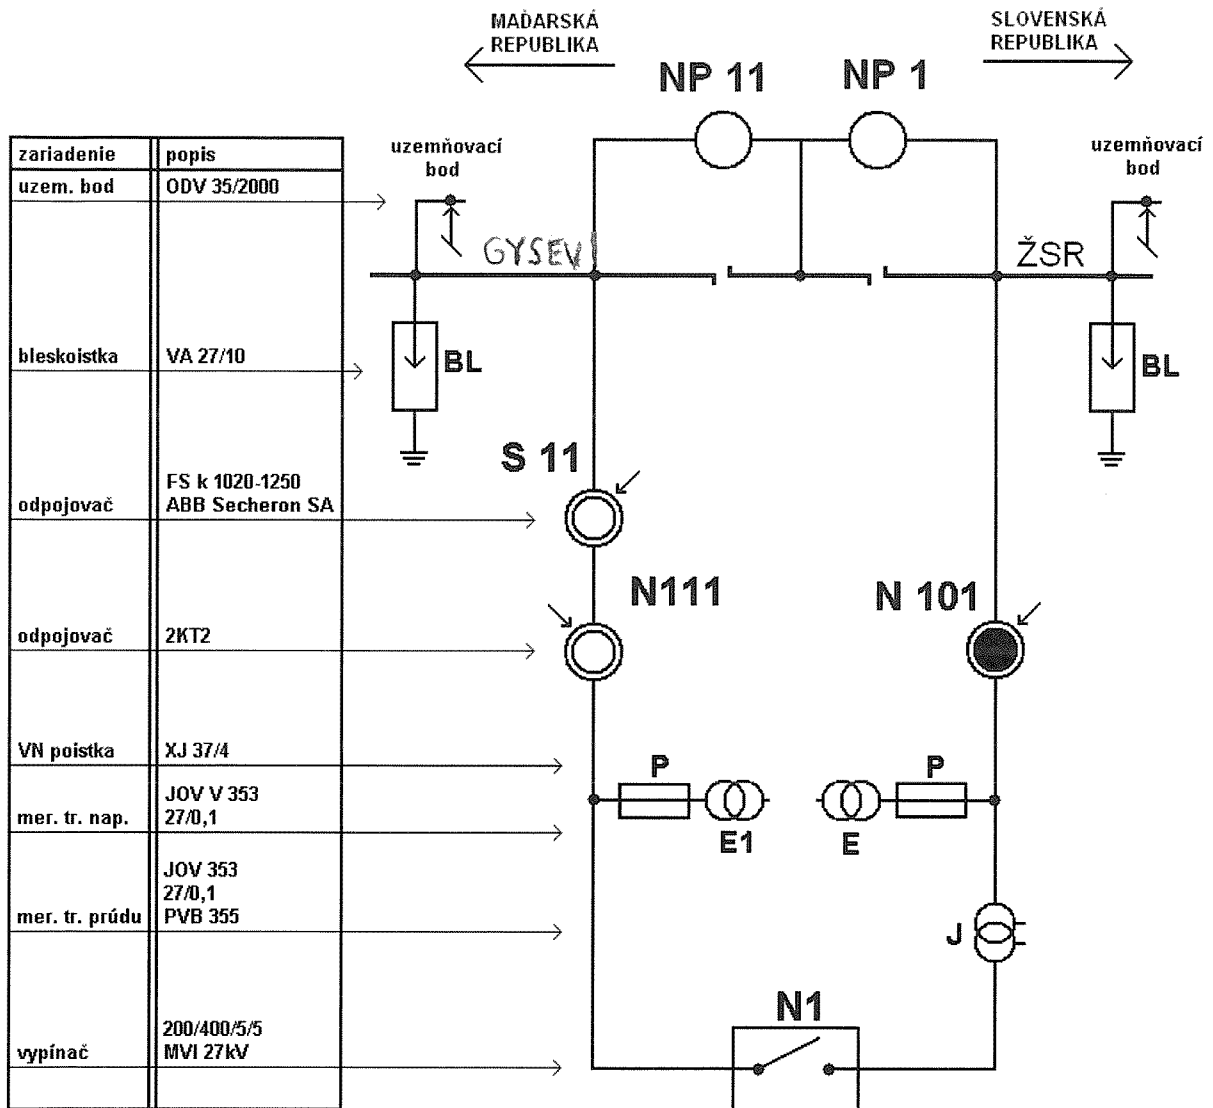 MAĎARSKÁ
REPUBLIKA
SLOVENSKÁ
REPUBLIKA
NP 11
NP 1
uzemňovací
bod
uzemňovací
bod
zariadenie popis
uzem. bod ODV 35/2000
GYSEV
ŽSR
bleskoistka VA 27/10
BL
BL
S 11
FS k 1020-1250
odpojovač ABB Secheron SA
N111
N 101
odpojovač 2KT2
VN poistka XJ 37/4
P
P
JOV V 353
mer. tr. nap. 27/0,1
E1
E
JOV 353
27/0,1
mer. tr. prúdu PVB 355
J
N1
200/400/5/5
vypínač MVI 27kV